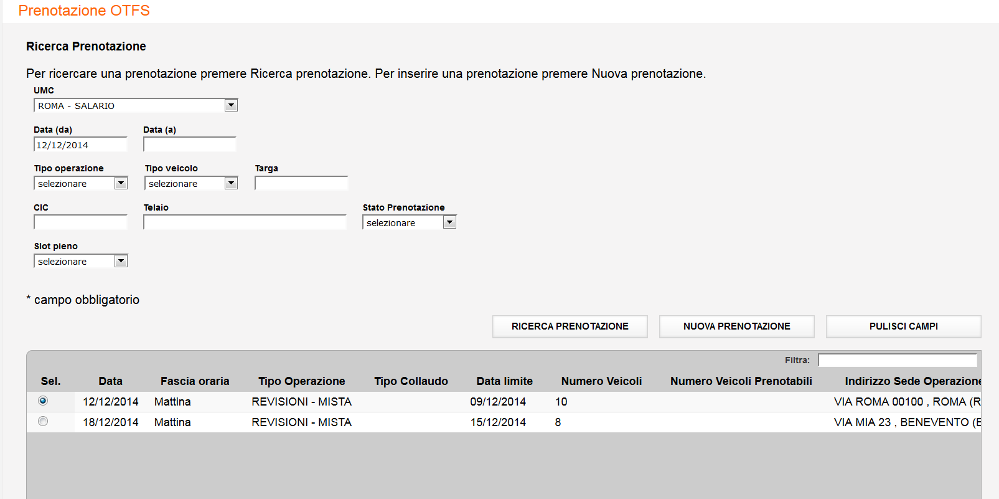 Prenotazione OTFS
Ricerca Prenotazione
Per ricercare una prenotazione premere Ricerca prenotazione. Per inserire una prenotazione premere Nuova prenotazione.
UMC
ROMA - SALARIO
Data (da) Data (a)
12/12/2014
Tipo operazione Tipo veicolo Targa
selezionare selezionare
CIC Telaio Stato Prenotazione
selezionare
Slot pieno
selezionare
* campo obbligatorio
RICERCA PRENOTAZIONE NUOVA PRENOTAZIONE PULISCI CAMPI
Filtra:
Sel. Data Fascia oraria Tipo Operazione Tipo Collaudo Data limite Numero Veicoli Numero Veicoli Prenotabili Indirizzo Sede Operazione
12/12/2014 Mattina REVISIONI - MISTA 09/12/2014 10 VIA ROMA 00100 , ROMA (R
18/12/2014 Mattina REVISIONI - MISTA 15/12/2014 8 VIA MIA 23 , BENEVENTO (